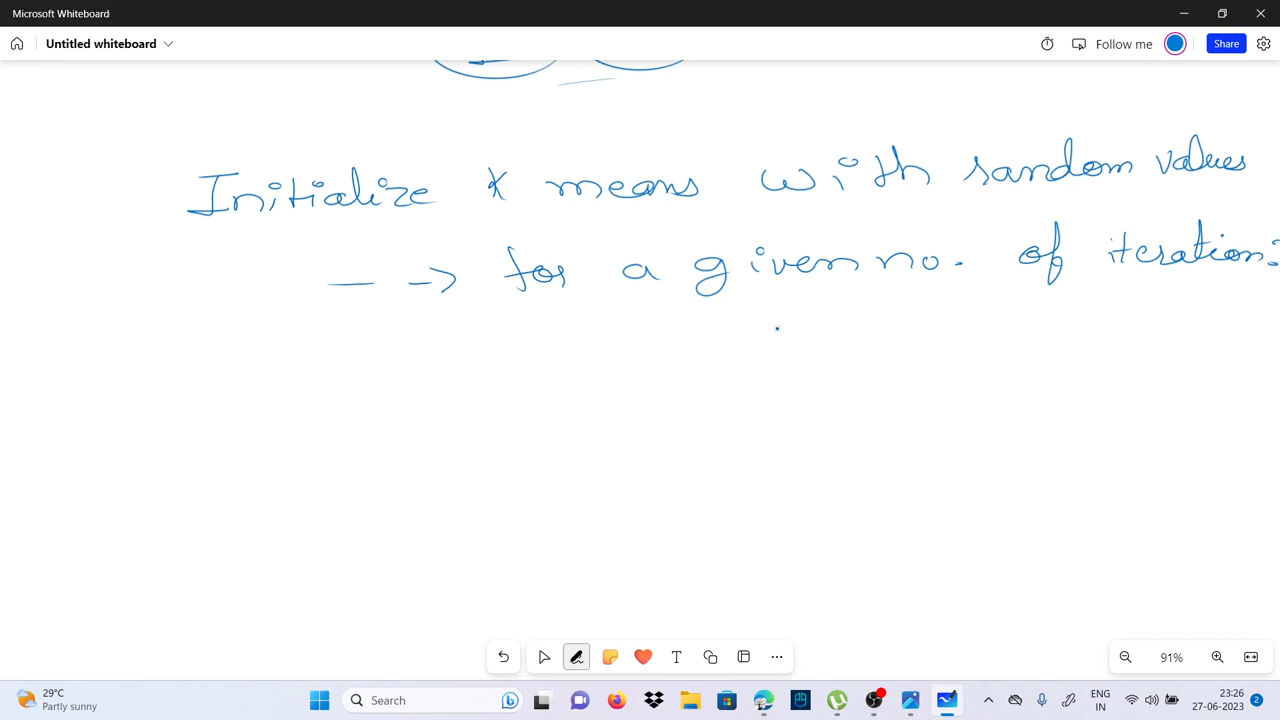 Microsoft Whiteboard
Untitled whiteboard
Follow me
Share
Initialize K means with random values
— -> for a given no. of iterations
91%
29°C
Partly sunny
Search
ENG
IN
23:26
27-06-2023
2